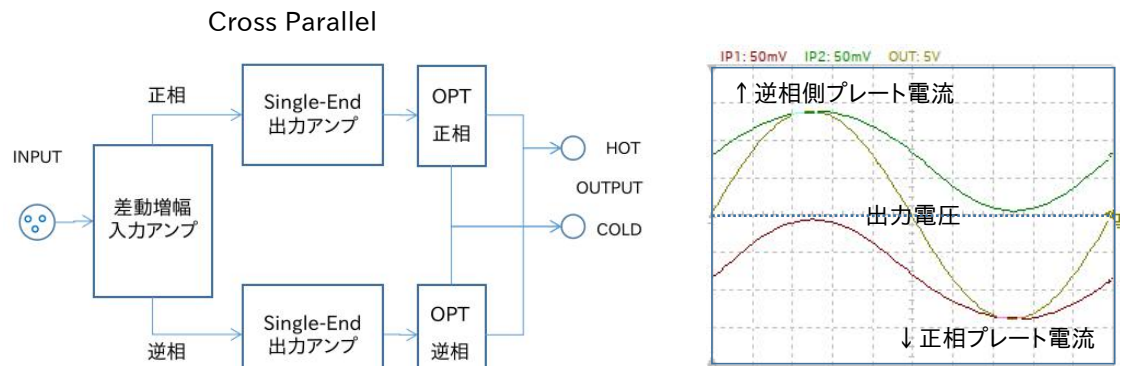 Cross Parallel
INPUT
差動増幅
入力アンプ
正相
Single-End
出力アンプ
OPT
正相
HOT
OUTPUT
COLD
逆相
Single-End
出力アンプ
OPT
逆相
IP1: 50mV IP2: 50mV OUT: 5V
↑逆相側プレート電流
出力電圧
↓正相プレート電流